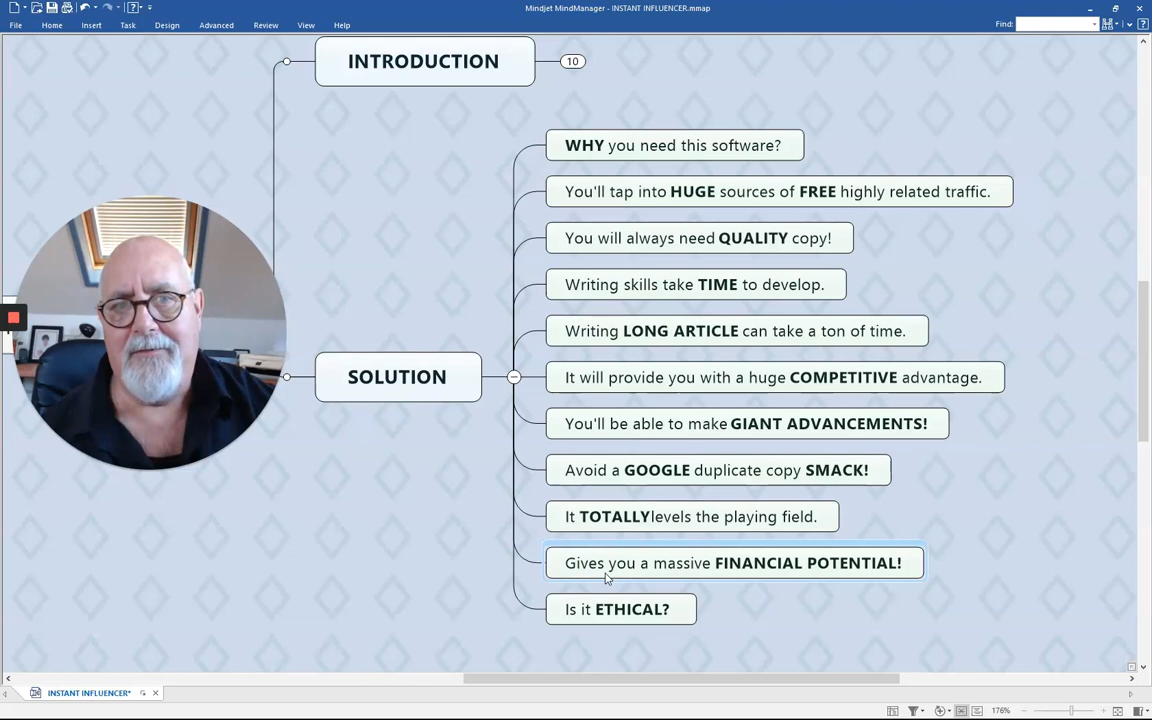 Mindjet MindManager - INSTANT INFLUENCER.mmap
File Home Insert Task Design Advanced Review View Help
Find:
INTRODUCTION
10
WHY you need this software?
You'll tap into HUGE sources of FREE highly related traffic.
You will always need QUALITY copy!
Writing skills take TIME to develop.
Writing LONG ARTICLE can take a ton of time.
SOLUTION
It will provide you with a huge COMPETITIVE advantage.
You'll be able to make GIANT ADVANCEMENTS!
Avoid a GOOGLE duplicate copy SMACK!
It TOTALLY levels the playing field.
Gives you a massive FINANCIAL POTENTIAL!
Is it ETHICAL?
INSTANT INFLUENCER*
176%